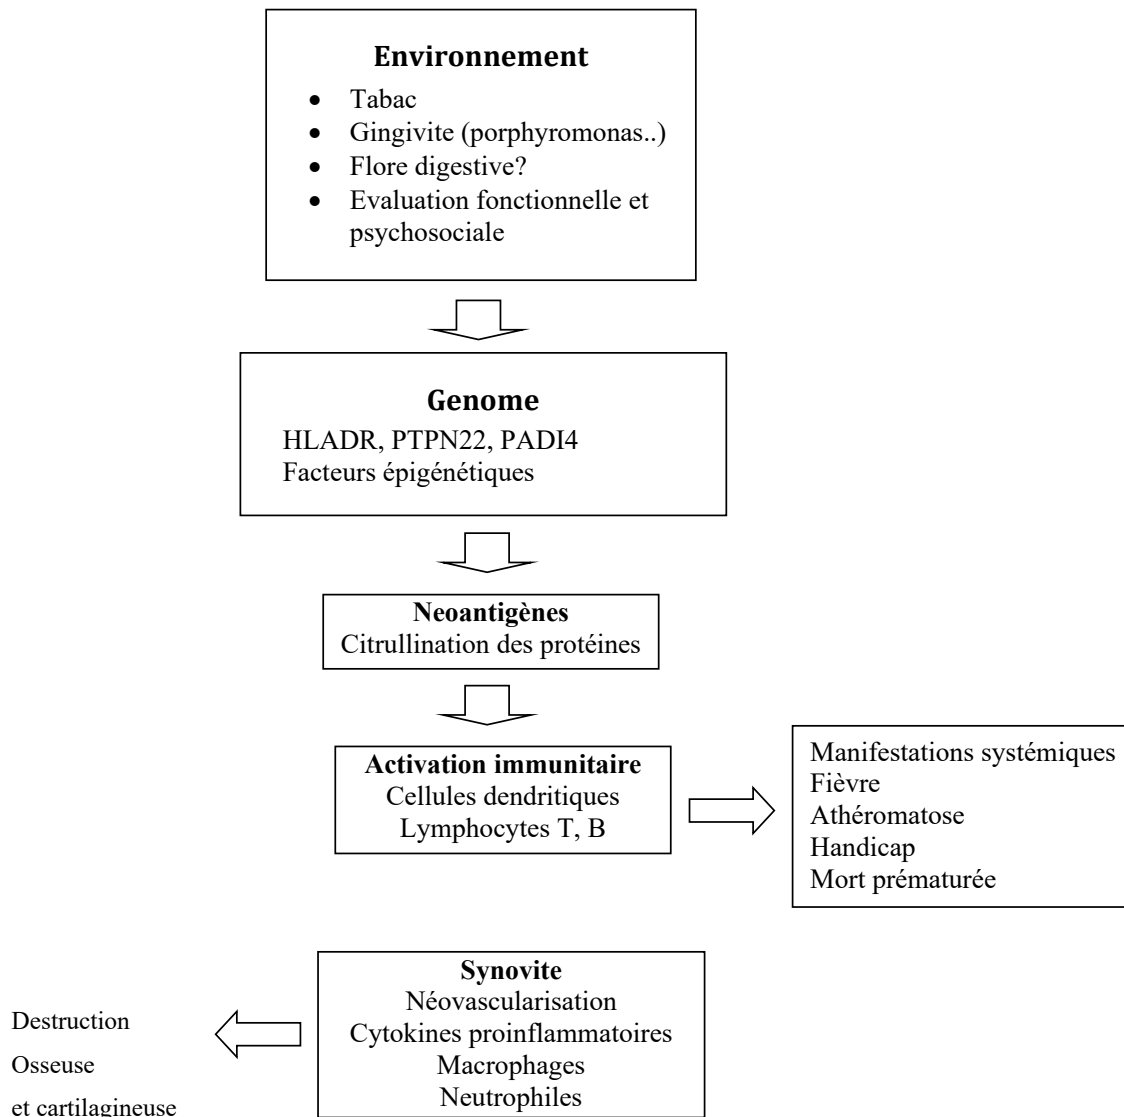 Environnement
• Tabac
• Gingivite (porphyromonas..)
• Flore digestive?
• Evaluation fonctionnelle et
psychosociale
Genome
HLADR, PTPN22, PADI4
Facteurs épigénétiques
Neoantigènes
Citrullination des protéines
Activation immunitaire
Cellules dendritiques
Lymphocytes T, B
Manifestations systémiques
Fièvre
Athéromatose
Handicap
Mort prématurée
Synovite
Néovascularisation
Cytokines proinflammatoires
Macrophages
Neutrophiles
Destruction
Osseuse
et cartilagineuse